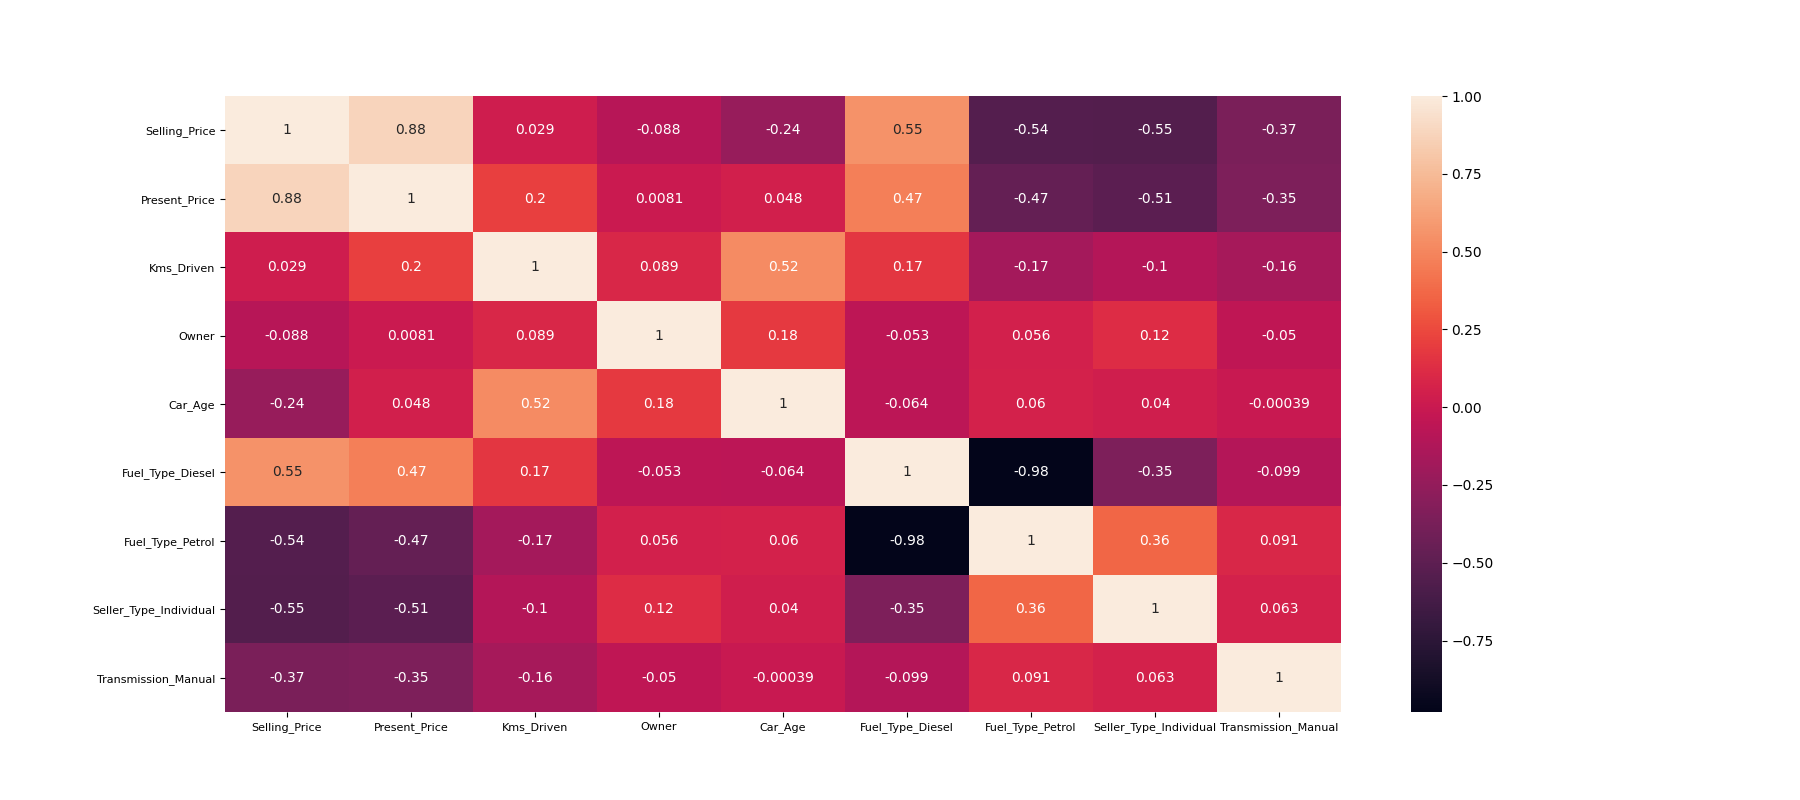 Selling_Price 1 0.88 0.029 -0.088 -0.24 0.55 -0.54 -0.55 -0.37
Present_Price 0.88 1 0.2 0.0081 0.048 0.47 -0.47 -0.51 -0.35
Kms_Driven 0.029 0.2 1 0.089 0.52 0.17 -0.17 -0.1 -0.16
Owner -0.088 0.0081 0.089 1 0.18 -0.053 0.056 0.12 -0.05
Car_Age -0.24 0.048 0.52 0.18 1 -0.064 0.06 0.04 -0.00039
Fuel_Type_Diesel 0.55 0.47 0.17 -0.053 -0.064 1 -0.98 -0.35 -0.099
Fuel_Type_Petrol -0.54 -0.47 -0.17 0.056 0.06 -0.98 1 0.36 0.091
Seller_Type_Individual -0.55 -0.51 -0.1 0.12 0.04 -0.35 0.36 1 0.063
Transmission_Manual -0.37 -0.35 -0.16 -0.05 -0.00039 -0.099 0.091 0.063 1
Selling_Price Present_Price Kms_Driven Owner Car_Age Fuel_Type_Diesel Fuel_Type_Petrol Seller_Type_Individual Transmission_Manual
1.00
0.75
0.50
0.25
0.00
−0.25
−0.50
−0.75